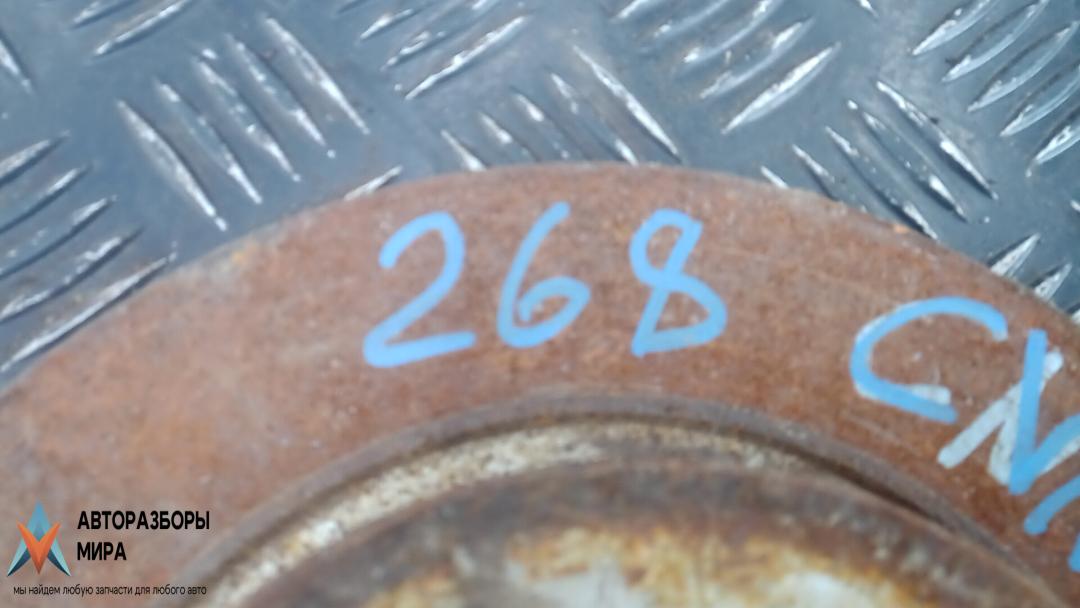 268
АВТОРАЗБОРЫ
МИРА
мы найдем любую запчасти для любого авто